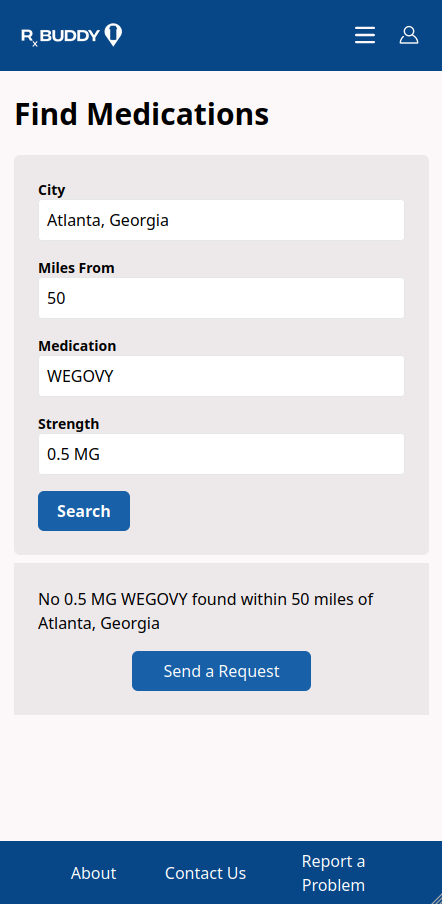 Rx BUDDY
Find Medications
City
Atlanta, Georgia
Miles From
50
Medication
WEGOVY
Strength
0.5 MG
Search
No 0.5 MG WEGOVY found within 50 miles of
Atlanta, Georgia
Send a Request
About
Contact Us
Report a
Problem